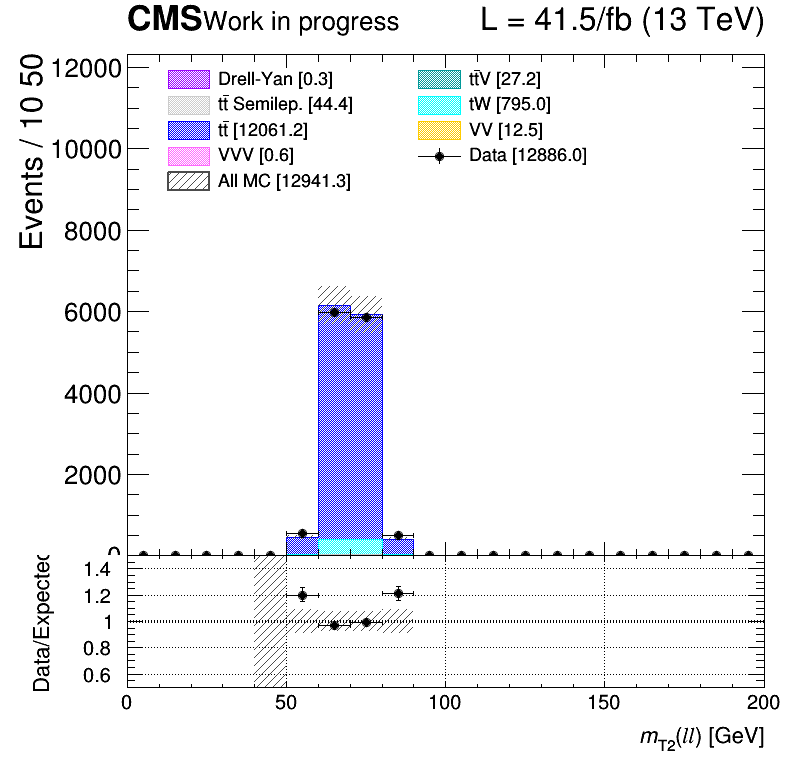 CMS Work in progress L = 41.5/fb (13 TeV)
Events / 10 50
12000
10000
8000
6000
4000
2000
0
Drell-Yan [0.3]
tt̄ Semilep. [44.4]
tt̄ [12061.2]
VVV [0.6]
All MC [12941.3]
tt̄V [27.2]
tW [795.0]
VV [12.5]
Data [12886.0]
Data/Expected
1.4
1.2
1
0.8
0.6
0 50 100 150 200
m_T2(ll) [GeV]